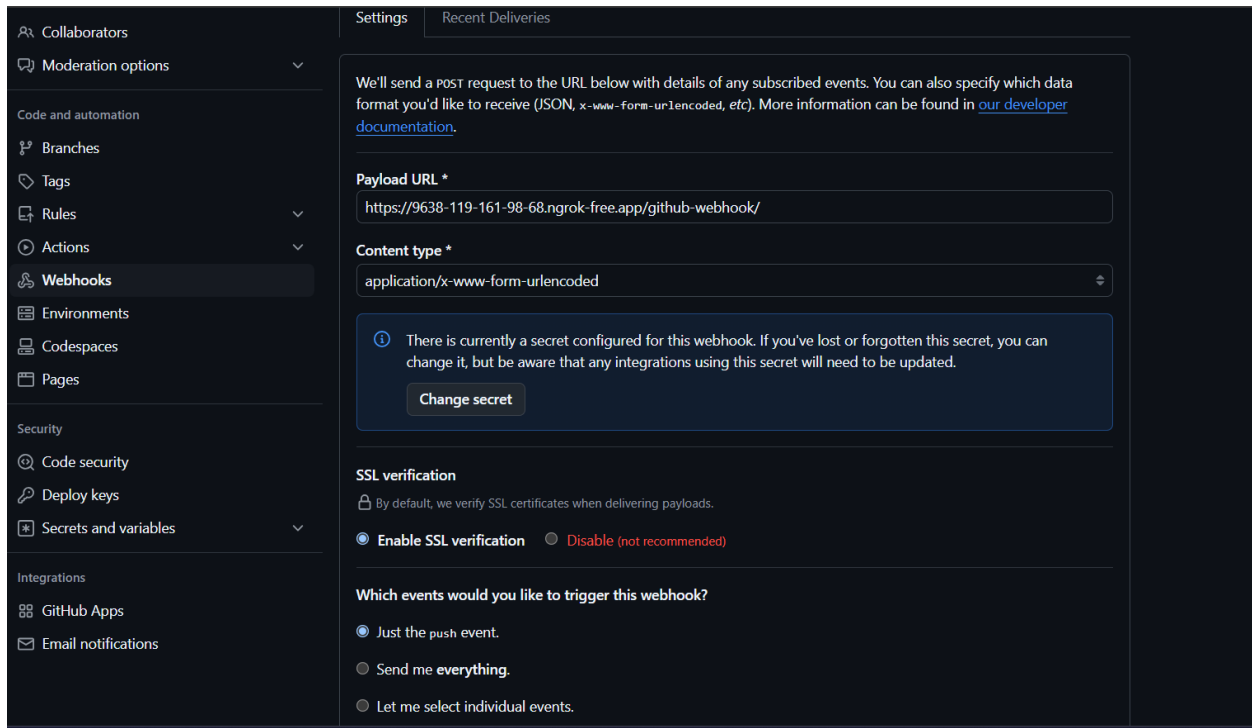 Collaborators
Moderation options
Code and automation
Branches
Tags
Rules
Actions
Webhooks
Environments
Codespaces
Pages
Security
Code security
Deploy keys
Secrets and variables
Integrations
GitHub Apps
Email notifications
Settings
Recent Deliveries
We'll send a POST request to the URL below with details of any subscribed events. You can also specify which data
format you'd like to receive (JSON, x-www-form-urlencoded, etc). More information can be found in our developer
documentation.
Payload URL *
https://9638-119-161-98-68.ngrok-free.app/github-webhook/
Content type *
application/x-www-form-urlencoded
There is currently a secret configured for this webhook. If you've lost or forgotten this secret, you can
change it, but be aware that any integrations using this secret will need to be updated.
Change secret
SSL verification
By default, we verify SSL certificates when delivering payloads.
Enable SSL verification
Disable (not recommended)
Which events would you like to trigger this webhook?
Just the push event.
Send me everything.
Let me select individual events.